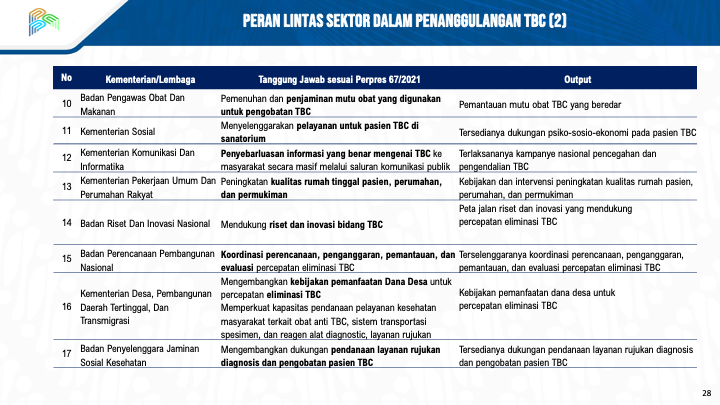 PERAN LINTAS SEKTOR DALAM PENANGGULANGAN TBC (2)
No Kementerian/Lembaga Tanggung Jawab sesuai Perpres 67/2021 Output
10 Badan Pengawas Obat Dan Makanan Pemenuhan dan penjaminan mutu obat yang digunakan untuk pengobatan TBC Pemantauan mutu obat TBC yang beredar
11 Kementerian Sosial Menyelenggarakan pelayanan untuk pasien TBC di sanatorium Tersedianya dukungan psiko-sosio-ekonomi pada pasien TBC
12 Kementerian Komunikasi Dan Informatika Penyebarluasan informasi yang benar mengenai TBC ke masyarakat secara masif melalui saluran komunikasi publik Terlaksananya kampanye nasional pencegahan dan pengendalian TBC
13 Kementerian Pekerjaan Umum Dan Perumahan Rakyat Peningkatan kualitas rumah tinggal pasien, perumahan, dan permukiman Kebijakan dan intervensi peningkatan kualitas rumah pasien, perumahan, dan permukiman
14 Badan Riset Dan Inovasi Nasional Mendukung riset dan inovasi bidang TBC Peta jalan riset dan inovasi yang mendukung percepatan eliminasi TBC
15 Badan Perencanaan Pembangunan Nasional Koordinasi perencanaan, penganggaran, pemantauan, dan evaluasi percepatan eliminasi TBC Terselenggaranya koordinasi perencanaan, penganggaran, pemantauan, dan evaluasi percepatan eliminasi TBC
16 Kementerian Desa, Pembangunan Daerah Tertinggal, Dan Transmigrasi Mengembangkan kebijakan pemanfaatan Dana Desa untuk percepatan eliminasi TBC Memperkuat kapasitas pendanaan pelayanan kesehatan masyarakat terkait obat anti TBC, sistem transportasi spesimen, dan reagen alat diagnostic, layanan rujukan Kebijakan pemanfaatan dana desa untuk percepatan eliminasi TBC
17 Badan Penyelenggara Jaminan Sosial Kesehatan Mengembangkan dukungan pendanaan layanan rujukan diagnosis dan pengobatan pasien TBC Tersedianya dukungan pendanaan layanan rujukan diagnosis dan pengobatan pasien TBC
28